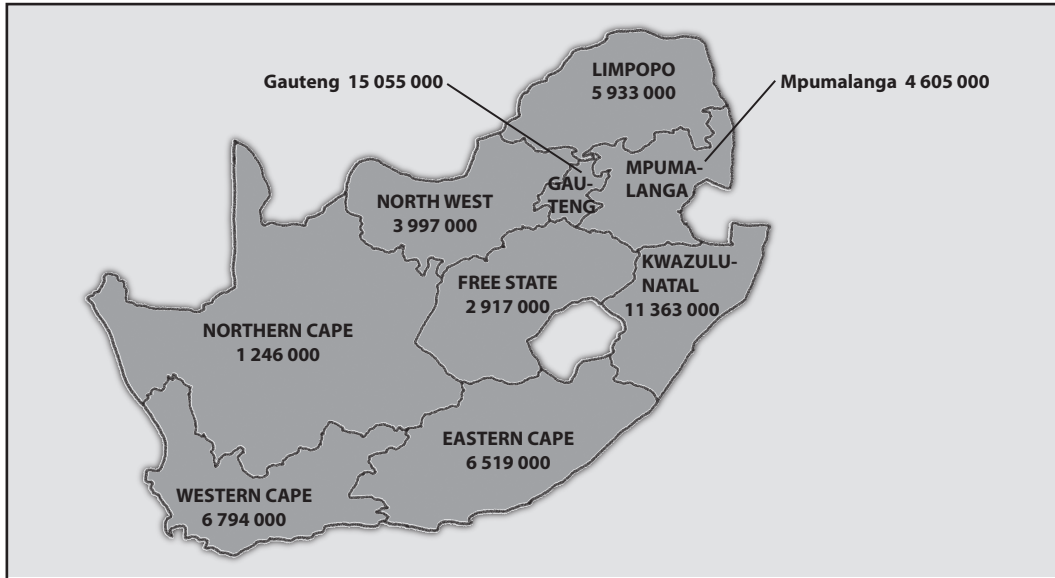 LIMPOPO
5 933 000
Gauteng 15 055 000
Mpumalanga 4 605 000
MPUMA-
LANGA
GAU-
TENG
NORTH WEST
3 997 000
KWAZULU-
NATAL
11 363 000
FREE STATE
2 917 000
NORTHERN CAPE
1 246 000
EASTERN CAPE
6 519 000
WESTERN CAPE
6 794 000